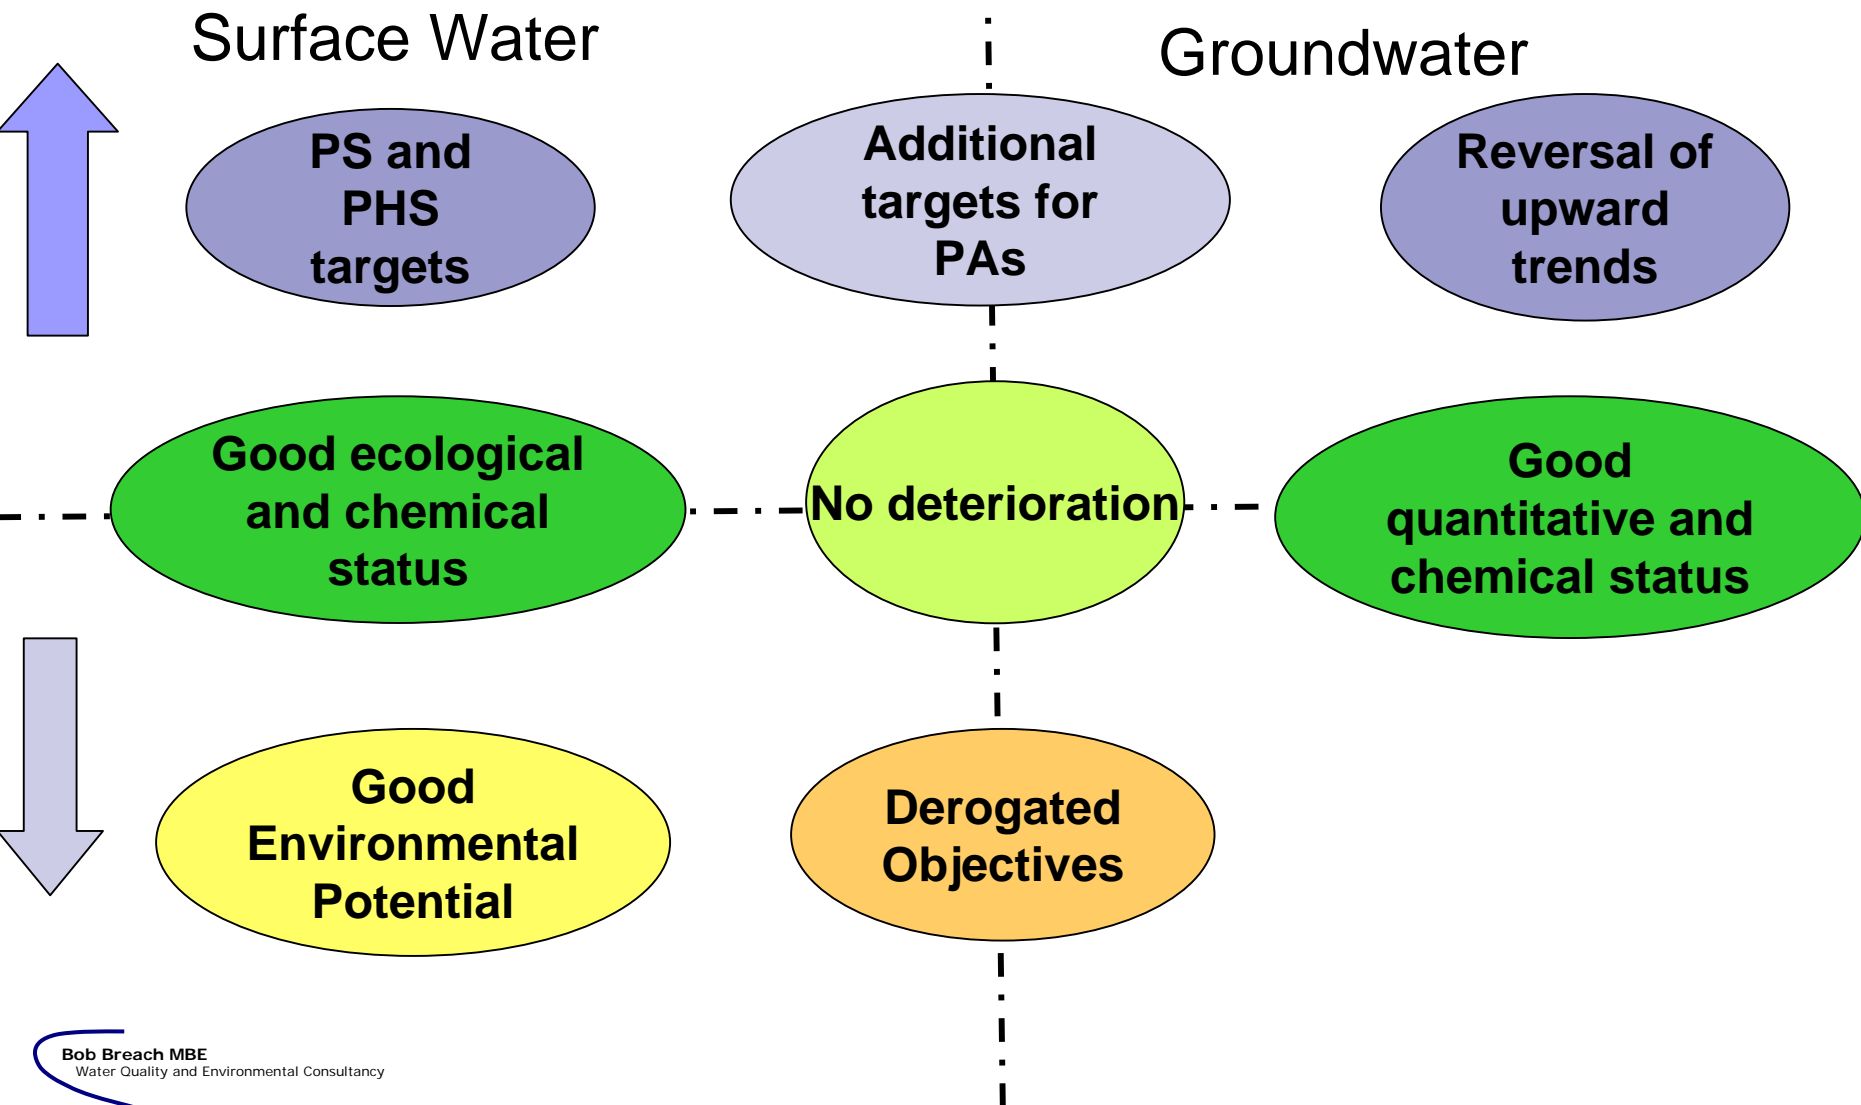 Surface Water
Groundwater
PS and
PHS
targets
Additional
targets for
PAs
Reversal of
upward
trends
Good ecological
and chemical
status
No deterioration
Good
quantitative and
chemical status
Good
Environmental
Potential
Derogated
Objectives
Bob Breach MBE
Water Quality and Environmental Consultancy